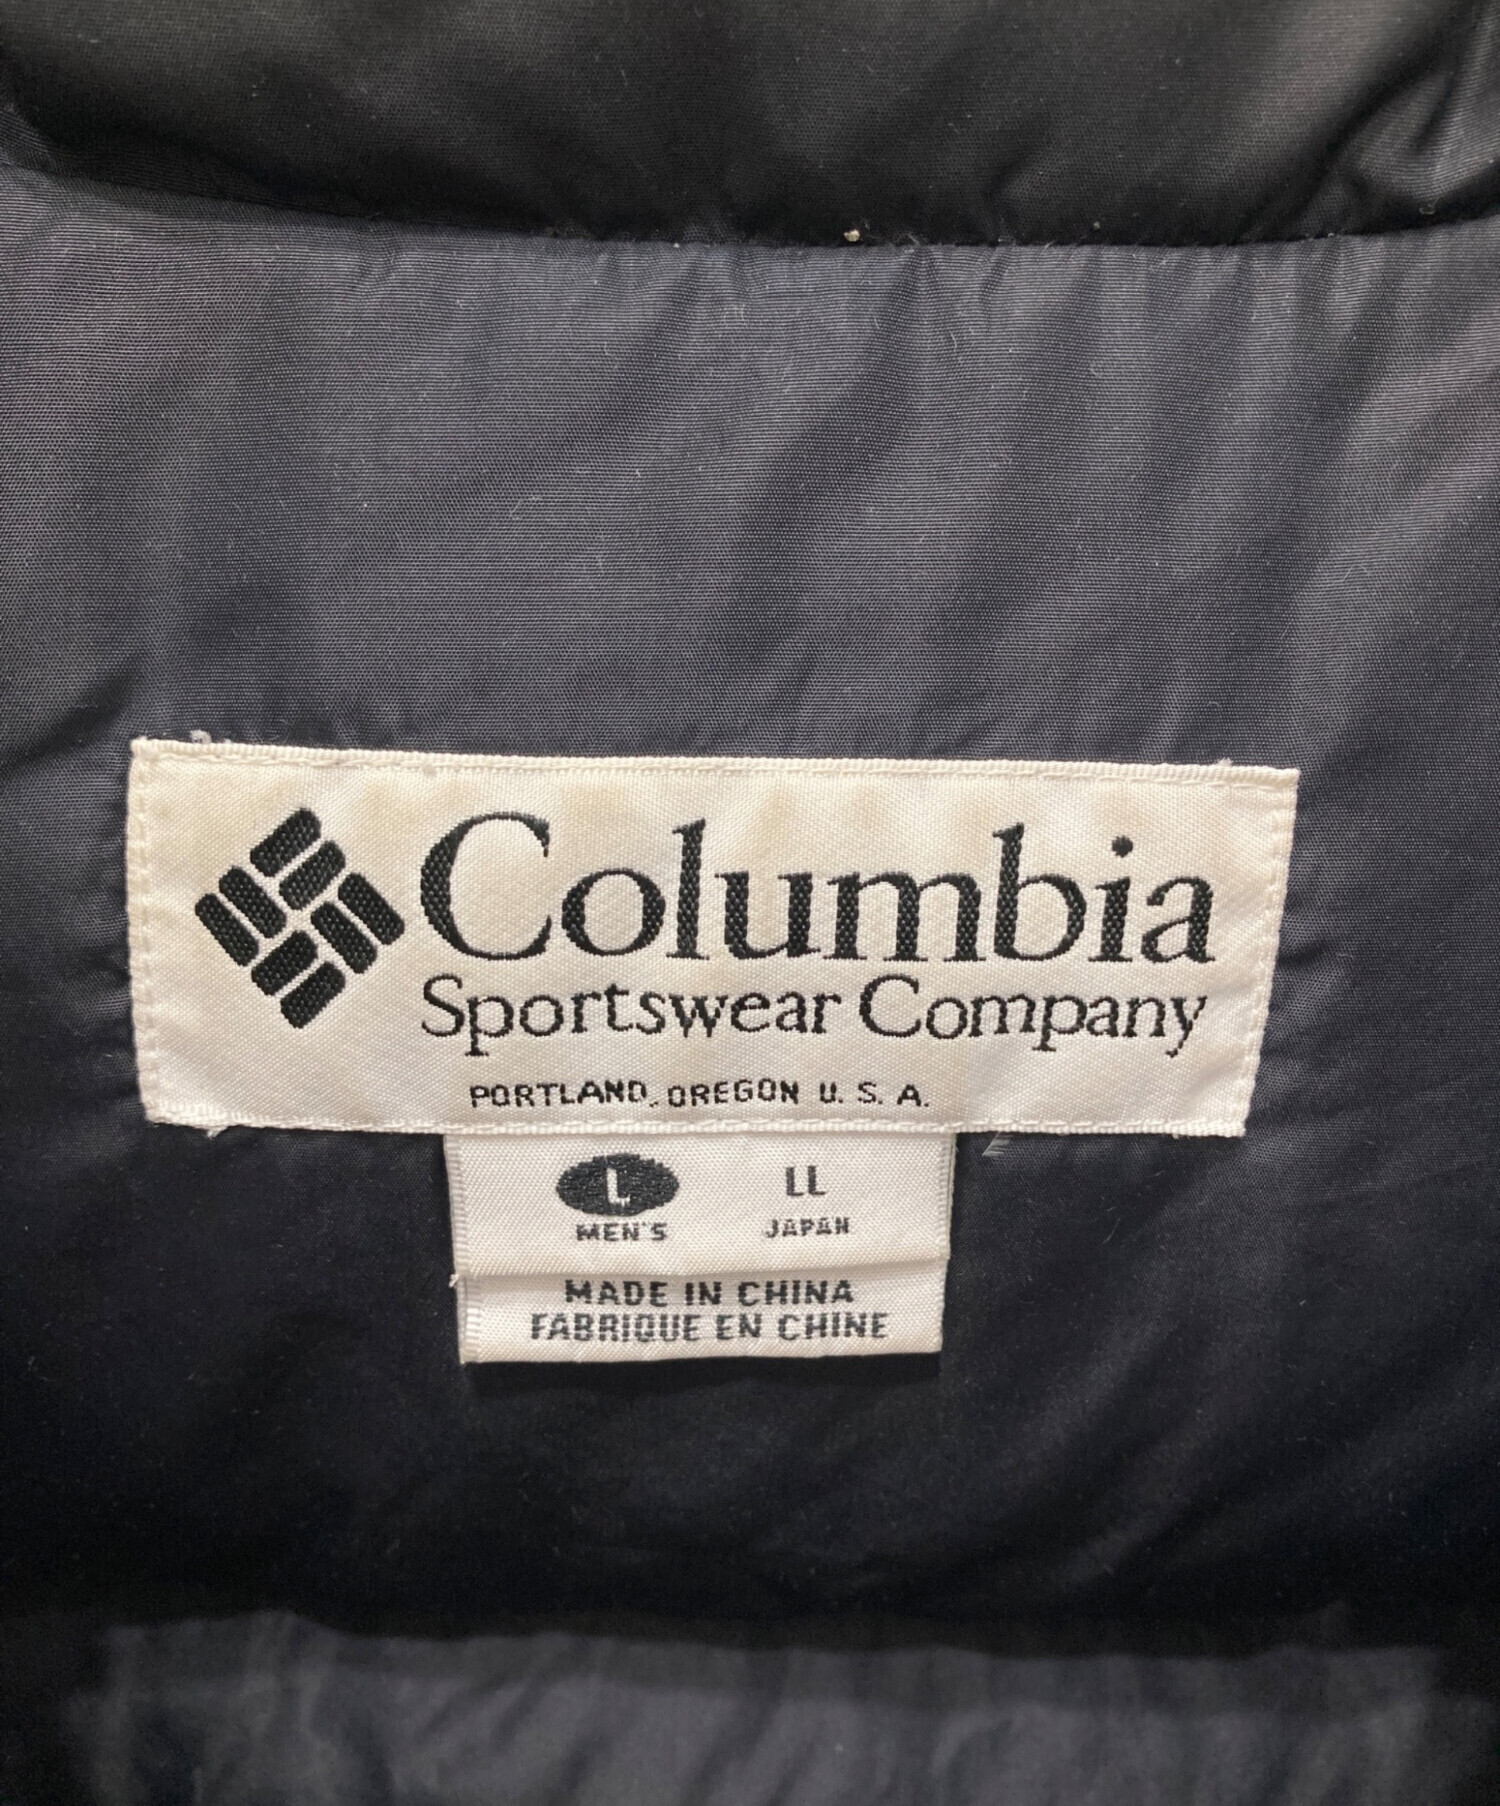 Columbia
Sportswear Company
PORTLAND, OREGON U. S. A.
L LL
MEN'S JAPAN
MADE IN CHINA
FABRIQUE EN CHINE